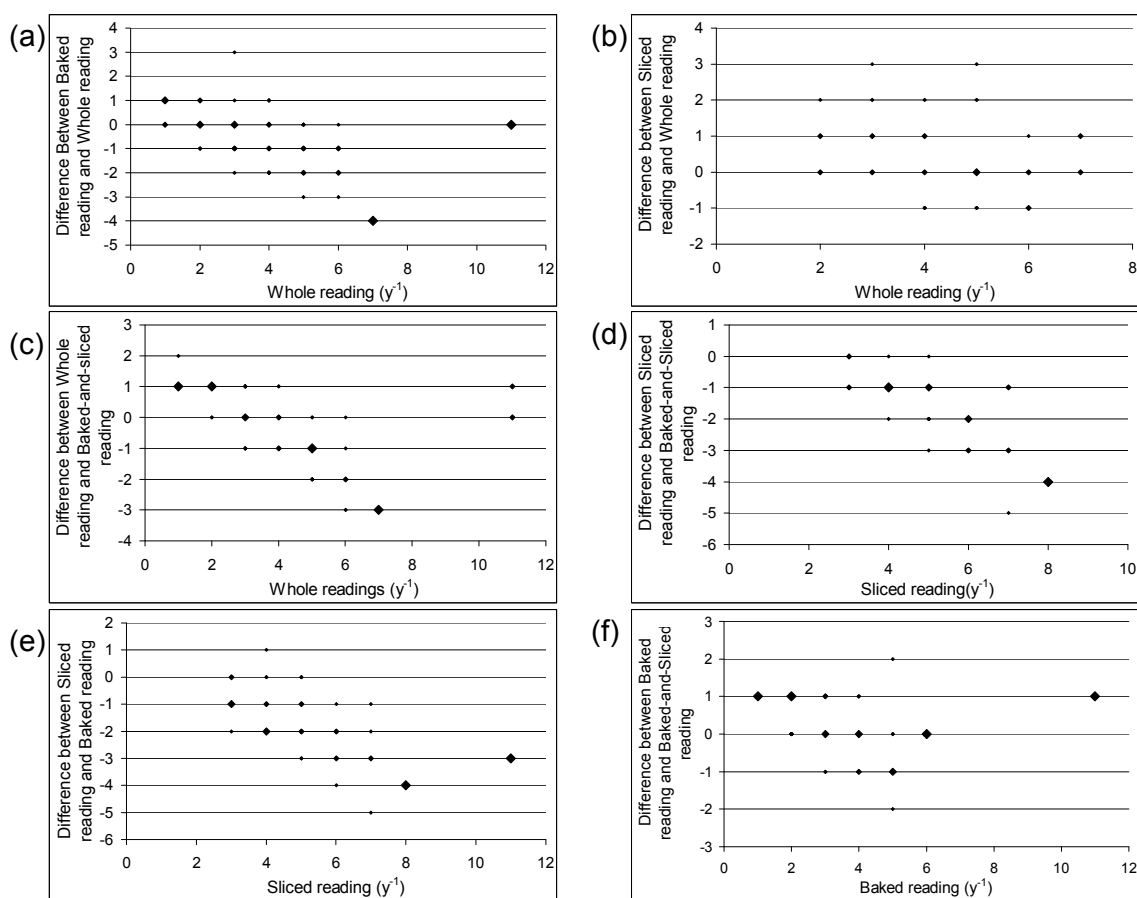 (a)
Difference Between Baked
reading and Whole reading
4
3
2
1
0
-1
-2
-3
-4
-5
0 2 4 6 8 10 12
Whole reading (y⁻¹)
(b)
Difference between Sliced
reading and Whole reading
4
3
2
1
0
-1
-2
0 2 4 6 8
Whole reading (y⁻¹)
(c)
Difference between Whole
reading and Baked-and-sliced
reading
3
2
1
0
-1
-2
-3
-4
0 2 4 6 8 10 12
Whole readings (y⁻¹)
(d)
Difference between Sliced
reading and Baked-and-Sliced
reading
1
0
-1
-2
-3
-4
-5
-6
0 2 4 6 8 10
Sliced reading(y⁻¹)
(e)
Difference between Sliced
reading and Baked reading
2
1
0
-1
-2
-3
-4
-5
-6
0 2 4 6 8 10 12
Sliced reading (y⁻¹)
(f)
Difference between Baked
reading and Baked-and-Sliced
reading
3
2
1
0
-1
-2
-3
0 2 4 6 8 10 12
Baked reading (y⁻¹)